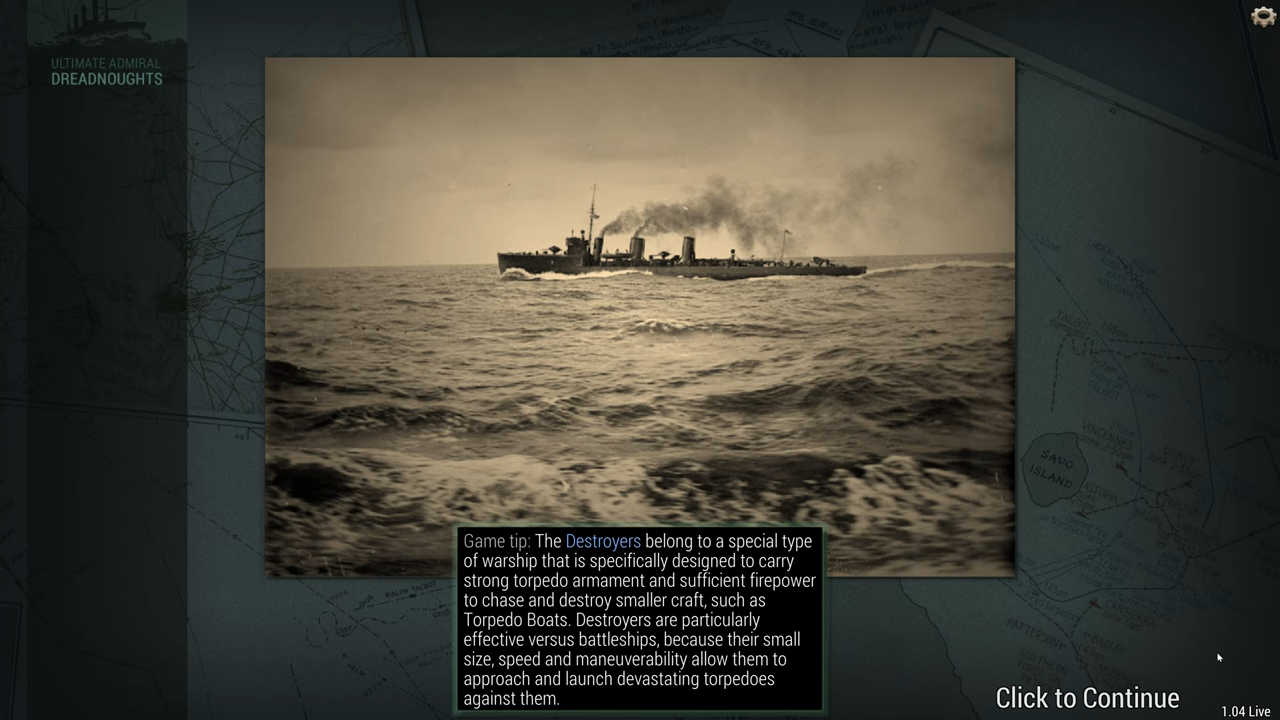 ULTIMATE ADMIRAL
DREADNOUGHTS
SAVO
ISLAND
Game tip: The Destroyers belong to a special type
of warship that is specifically designed to carry
strong torpedo armament and sufficient firepower
to chase and destroy smaller craft, such as
Torpedo Boats. Destroyers are particularly
effective versus battleships, because their small
size, speed and maneuverability allow them to
approach and launch devastating torpedoes
against them.
Click to Continue
1.04 Live